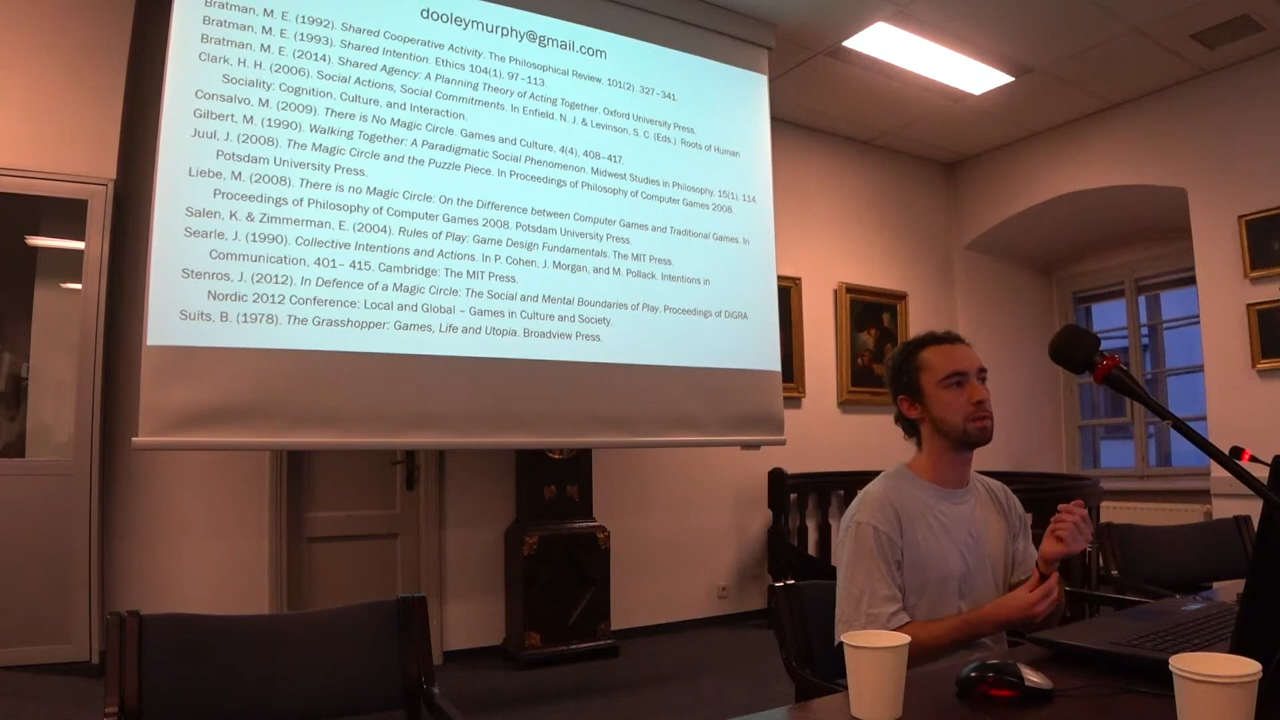 dooleymurphy@gmail.com
Bratman, M. E. (1992). Shared Cooperative Activity. The Philosophical Review. 101(2). 327–341.
Bratman, M. E. (1993). Shared Intention. Ethics 104(1). 97–113.
Bratman, M. E. (2014). Shared Agency: A Planning Theory of Acting Together. Oxford University Press.
Clark, H. H. (2006). Social Actions, Social Commitments. In Enfield, N. J. & Levinson, S. C. (Eds.). Roots of Human
Sociality: Cognition, Culture, and Interaction.
Consalvo, M. (2009). There is No Magic Circle. Games and Culture, 4(4), 408–417.
Gilbert, M. (1990). Walking Together: A Paradigmatic Social Phenomenon. Midwest Studies in Philosophy, 15(1), 114.
Juul, J. (2008). The Magic Circle and the Puzzle Piece. In Proceedings of Philosophy of Computer Games 2008.
Potsdam University Press.
Liebe, M. (2008). There is no Magic Circle: On the Difference between Computer Games and Traditional Games. In
Proceedings of Philosophy of Computer Games 2008. Potsdam University Press.
Salen, K. & Zimmerman, E. (2004). Rules of Play: Game Design Fundamentals. The MIT Press.
Searle, J. (1990). Collective Intentions and Actions. In P. Cohen, J. Morgan, and M. Pollack. Intentions in
Communication, 401– 415. Cambridge: The MIT Press.
Stenros, J. (2012). In Defence of a Magic Circle: The Social and Mental Boundaries of Play. Proceedings of DiGRA
Nordic 2012 Conference: Local and Global – Games in Culture and Society.
Suits, B. (1978). The Grasshopper: Games, Life and Utopia. Broadview Press.